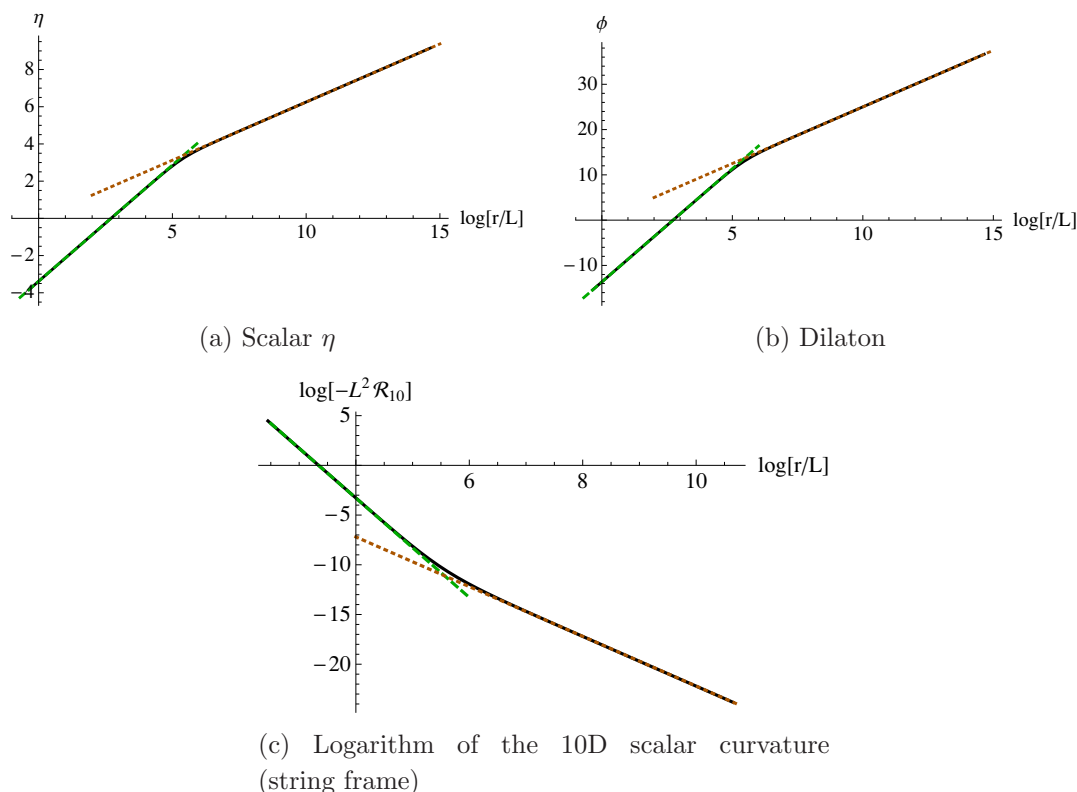 η
8
6
4
2
−2
−4
5
10
15
log[r/L]
(a) Scalar η
ϕ
30
20
10
−10
5
10
15
log[r/L]
(b) Dilaton
log[−L² ℛ₁₀]
5
−5
−10
−15
−20
6
8
10
log[r/L]
(c) Logarithm of the 10D scalar curvature
(string frame)